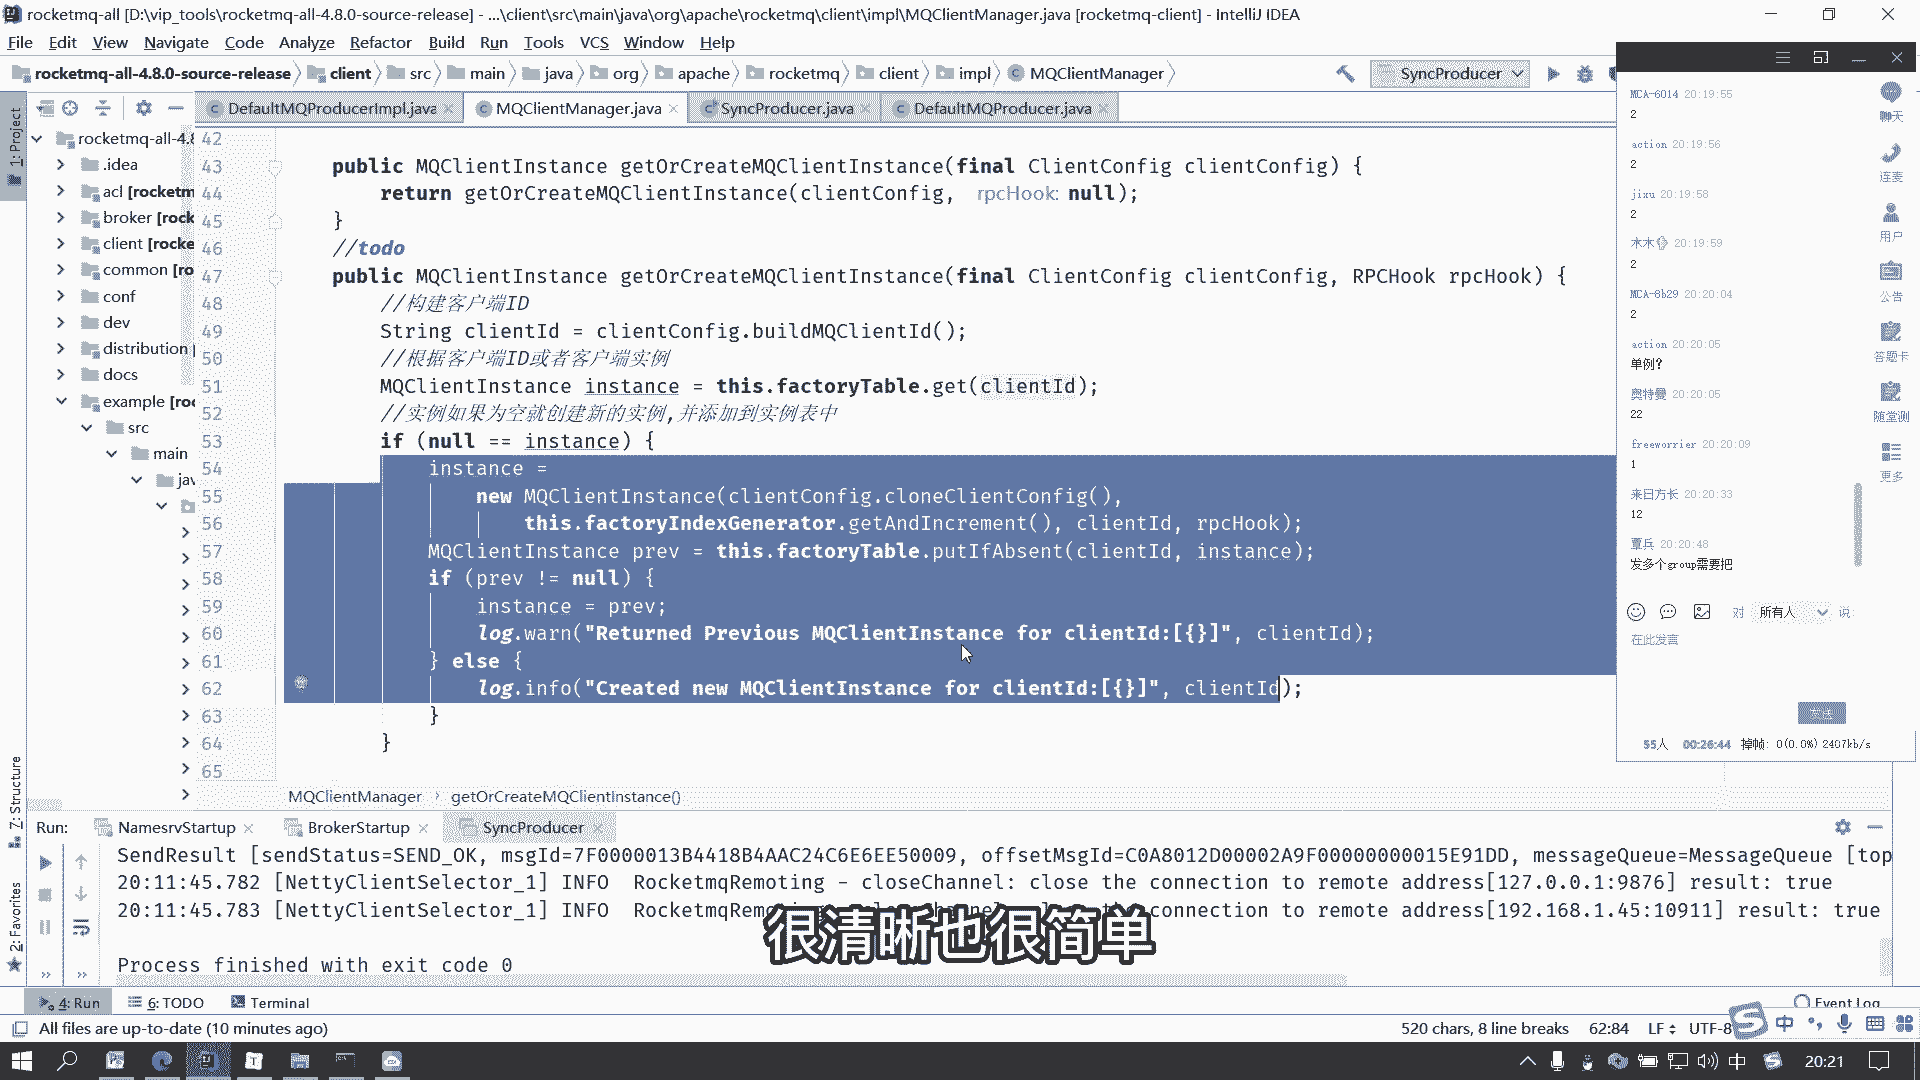 rocketmq-all [D:\vip_tools\rocketmq-all-4.8.0-source-release] - ...\client\src\main\java\org\apache\rocketmq\client\impl\MQClientManager.java [rocketmq-client] - IntelliJ IDEA
File Edit View Navigate Code Analyze Refactor Build Run Tools VCS Window Help
rocketmq-all-4.8.0-source-release client src main java org apache rocketmq client impl MQClientManager SyncProducer
DefaultMQProducerImpl.java MQClientManager.java SyncProducer.java DefaultMQProducer.java
1: Project
rocketmq-all-4.8
.idea
acl [rocketm
broker [rock
client [rocke
common [ro
conf
dev
distribution
docs
example [roc
src
main
jav
42
43 public MQClientInstance getOrCreateMQClientInstance(final ClientConfig clientConfig) {
44 return getOrCreateMQClientInstance(clientConfig, rpcHook: null);
45 }
46 //todo
47 public MQClientInstance getOrCreateMQClientInstance(final ClientConfig clientConfig, RPCHook rpcHook) {
48 //构建客户端ID
49 String clientId = clientConfig.buildMQClientId();
50 //根据客户端ID或者客户端实例
51 MQClientInstance instance = this.factoryTable.get(clientId);
52 //实例如果为空就创建新的实例,并添加到实例表中
53 if (null == instance) {
54 instance =
55 new MQClientInstance(clientConfig.cloneClientConfig(),
56 this.factoryIndexGenerator.getAndIncrement(), clientId, rpcHook);
57 MQClientInstance prev = this.factoryTable.putIfAbsent(clientId, instance);
58 if (prev != null) {
59 instance = prev;
60 log.warn("Returned Previous MQClientInstance for clientId:[{}]", clientId);
61 } else {
62 log.info("Created new MQClientInstance for clientId:[{}]", clientId);
63 }
64 }
65
MQClientManager getOrCreateMQClientInstance()
MCA-6014 20:19:55
2
action 20:19:56
2
jixu 20:19:58
2
20:19:59
2
MCA-8b29 20:20:04
2
action 20:20:05
单例?
奥特曼 20:20:05
22
freeworrier 20:20:09
1
来日方长 20:20:33
12
覃兵 20:20:48
发多个group需要把
对 所有人 说:
在此发言
发送
55人 00:26:44 掉帧: 0(0.0%) 2407kb/s
聊天
连麦
用户
公告
答题卡
随堂测
更多
7: Structure
2: Favorites
Run: NamesrvStartup BrokerStartup SyncProducer
SendResult [sendStatus=SEND_OK, msgId=7F0000013B4418B4AAC24C6E6EE50009, offsetMsgId=C0A8012D00002A9F00000000015E91DD, messageQueue=MessageQueue [top
20:11:45.782 [NettyClientSelector_1] INFO RocketmqRemoting - closeChannel: close the connection to remote address[127.0.0.1:9876] result: true
20:11:45.783 [NettyClientSelector_1] INFO RocketmqRemoting the connection to remote address[192.168.1.45:10911] result: true
很清晰也很简单
Process finished with exit code 0
4: Run 6: TODO Terminal Event Log
All files are up-to-date (10 minutes ago) 520 chars, 8 line breaks 62:84 LF UTF-8
中
中 20:21